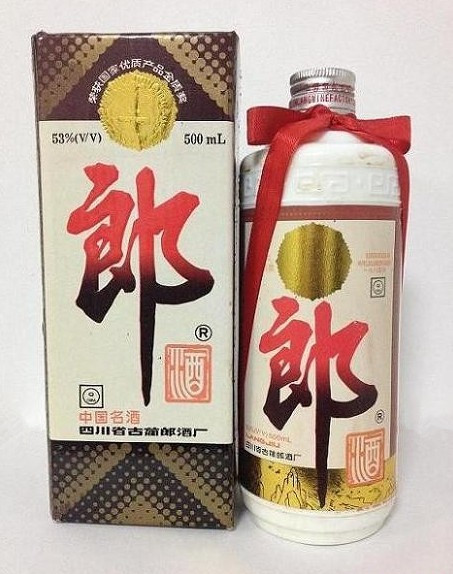 荣获国家优质产品金质奖
53%(V/V) 500 mL
郎
®
酒
中国名酒
四川省古蔺郎酒厂
郎
®
酒
500mL
四川省古蔺郎酒厂